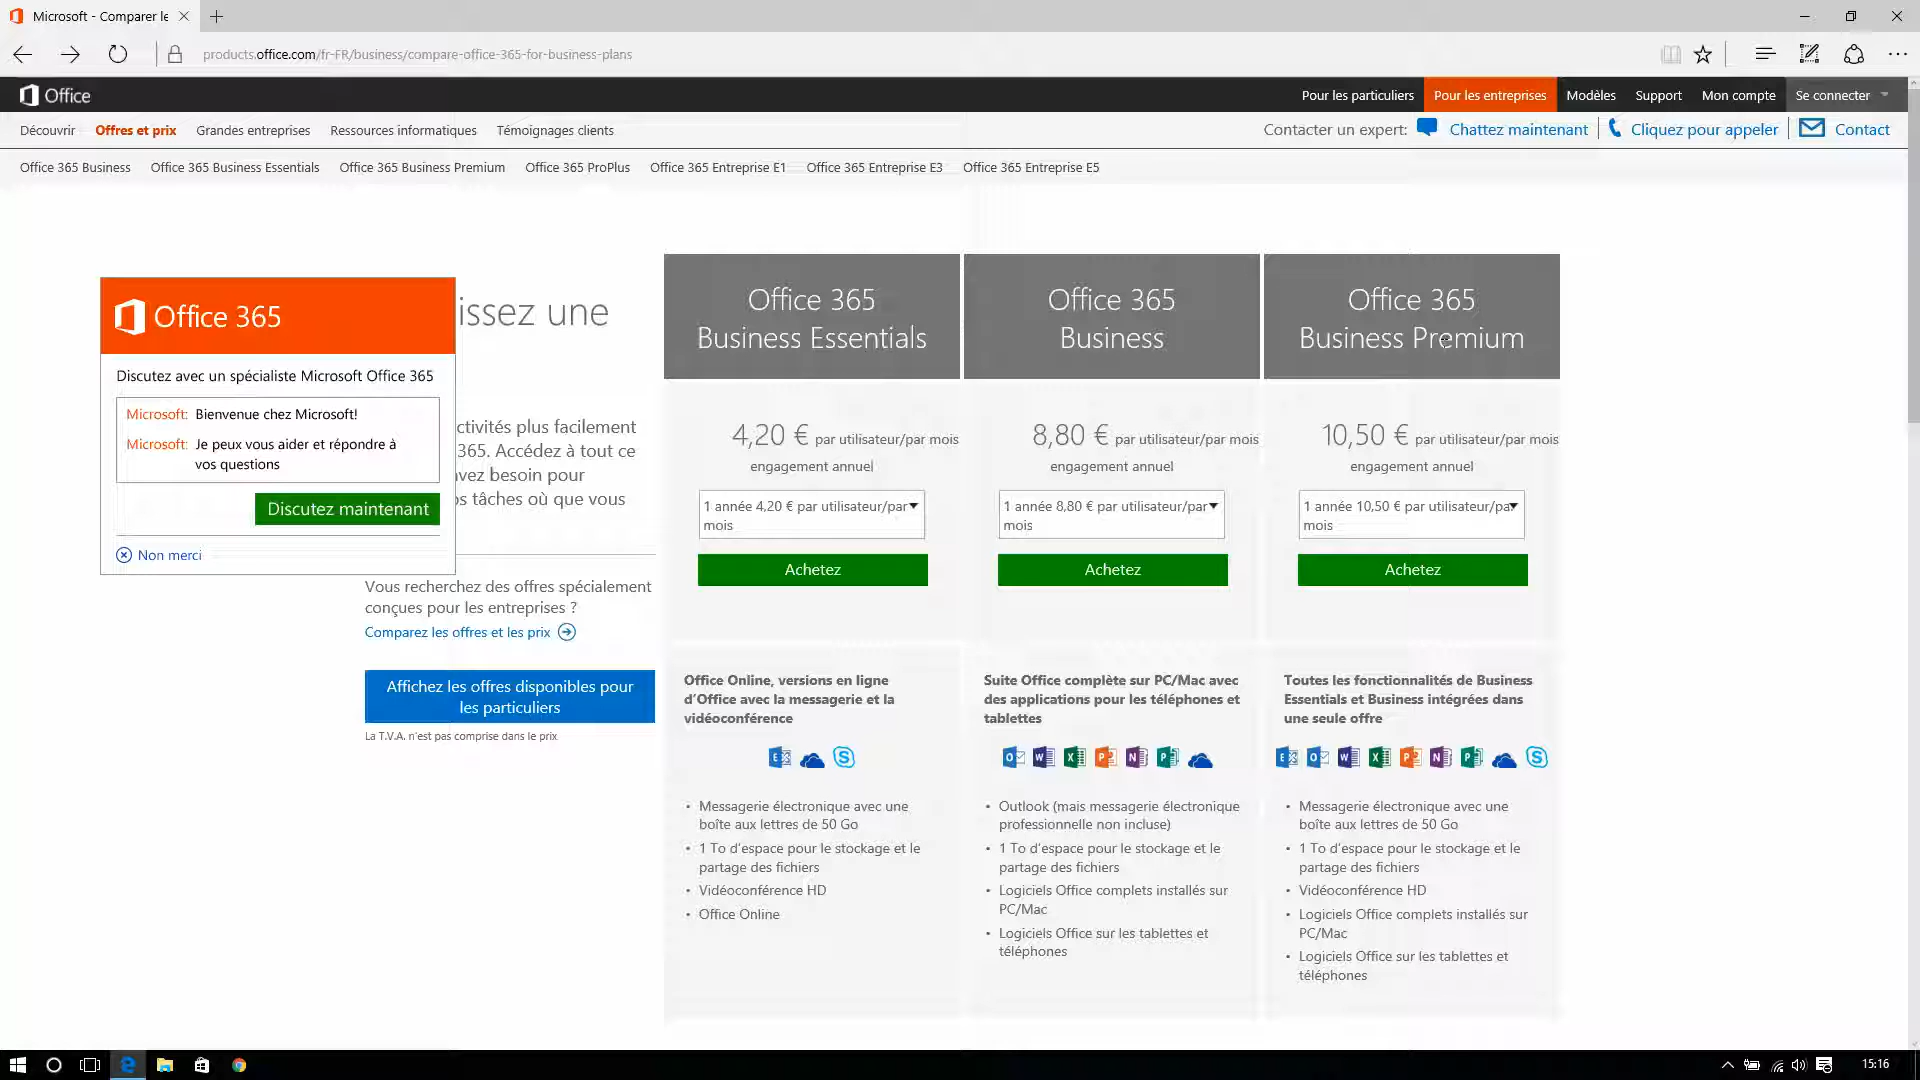 Microsoft - Comparer le
products.office.com/fr-FR/business/compare-office-365-for-business-plans
Office
Pour les particuliers
Pour les entreprises
Modèles
Support
Mon compte
Se connecter
Découvrir
Offres et prix
Grandes entreprises
Ressources informatiques
Témoignages clients
Contacter un expert:
Chattez maintenant
Cliquez pour appeler
Contact
Office 365 Business
Office 365 Business Essentials
Office 365 Business Premium
Office 365 ProPlus
Office 365 Entreprise E1
Office 365 Entreprise E3
Office 365 Entreprise E5
Office 365
Discutez avec un spécialiste Microsoft Office 365
Microsoft: Bienvenue chez Microsoft!
Microsoft: Je peux vous aider et répondre à
vos questions
Discutez maintenant
Non merci
issez une
ctivités plus facilement
365. Accédez à tout ce
avez besoin pour
os tâches où que vous
Vous recherchez des offres spécialement
conçues pour les entreprises ?
Comparez les offres et les prix
Affichez les offres disponibles pour
les particuliers
La T.V.A. n'est pas comprise dans le prix
Office 365
Business Essentials
4,20 € par utilisateur/par mois
engagement annuel
1 année 4,20 € par utilisateur/par
mois
Achetez
Office Online, versions en ligne
d'Office avec la messagerie et la
vidéoconférence
• Messagerie électronique avec une
boîte aux lettres de 50 Go
• 1 To d'espace pour le stockage et le
partage des fichiers
• Vidéoconférence HD
• Office Online
Office 365
Business
8,80 € par utilisateur/par mois
engagement annuel
1 année 8,80 € par utilisateur/par
mois
Achetez
Suite Office complète sur PC/Mac avec
des applications pour les téléphones et
tablettes
• Outlook (mais messagerie électronique
professionnelle non incluse)
• 1 To d'espace pour le stockage et le
partage des fichiers
• Logiciels Office complets installés sur
PC/Mac
• Logiciels Office sur les tablettes et
téléphones
Office 365
Business Premium
10,50 € par utilisateur/par mois
engagement annuel
1 année 10,50 € par utilisateur/pa
mois
Achetez
Toutes les fonctionnalités de Business
Essentials et Business intégrées dans
une seule offre
• Messagerie électronique avec une
boîte aux lettres de 50 Go
• 1 To d'espace pour le stockage et le
partage des fichiers
• Vidéoconférence HD
• Logiciels Office complets installés sur
PC/Mac
• Logiciels Office sur les tablettes et
téléphones
15:16